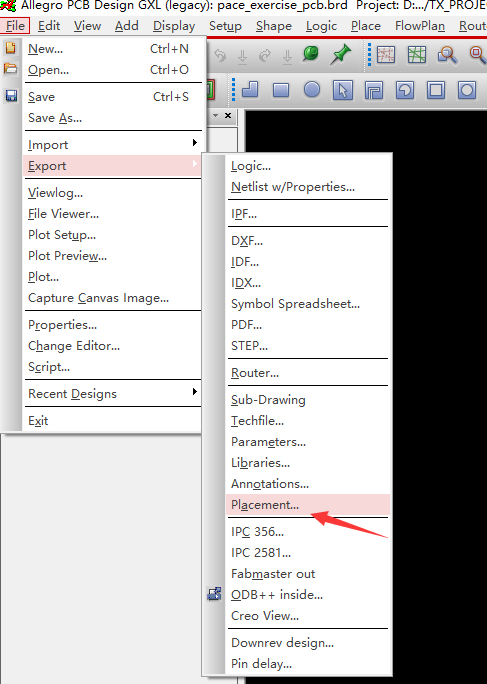 Allegro PCB Design GXL (legacy): pace_exercise_pcb.brd Project: D:.../TX_PROJE
File Edit View Add Display Setup Shape Logic Place FlowPlan Route
New... Ctrl+N
Open... Ctrl+O
Save Ctrl+S
Save As...
Import
Export
Viewlog...
File Viewer...
Plot Setup...
Plot Preview...
Plot...
Capture Canvas Image...
Properties...
Change Editor...
Script...
Recent Designs
Exit
Logic...
Netlist w/Properties...
IPF...
DXF...
IDF...
IDX...
Symbol Spreadsheet...
PDF...
STEP...
Router...
Sub-Drawing
Techfile...
Parameters...
Libraries...
Annotations...
Placement...
IPC 356...
IPC 2581...
Fabmaster out
ODB++ inside...
Creo View...
Downrev design...
Pin delay...